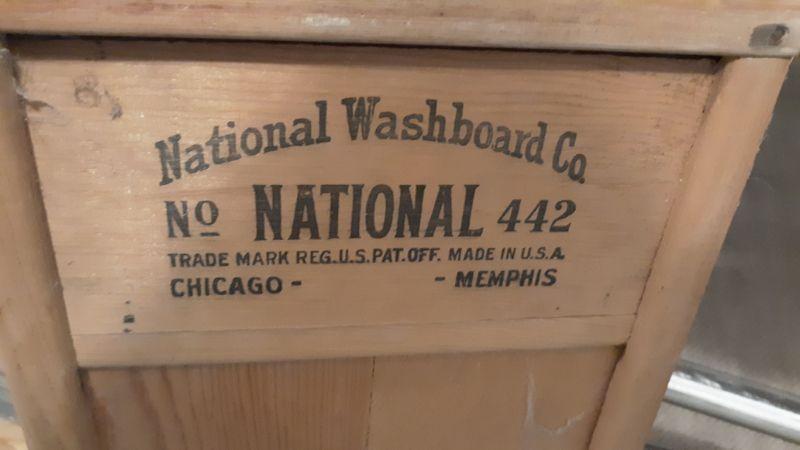 National Washboard Co.
No NATIONAL 442
TRADE MARK REG.U.S.PAT.OFF. MADE IN U.S.A.
CHICAGO - - MEMPHIS